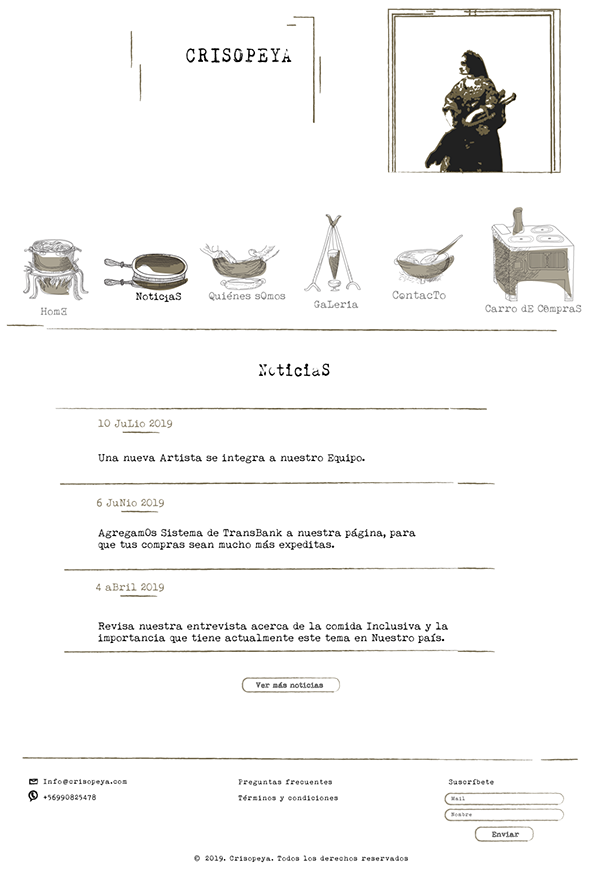 CRISOPEYA
HomE
NoticiaS
Quiénes sOmos
GaLeria
ContacTo
Carro dE COmpraS
NoticiaS
10 JuLio 2019
Una nueva Artista se integra a nuestro Equipo.
6 JuNio 2019
AgregamOs Sistema de TransBank a nuestra página, para
que tus compras sean mucho más expeditas.
4 aBril 2019
Revisa nuestra entrevista acerca de la comida Inclusiva y la
importancia que tiene actualmente este tema en Nuestro país.
Ver más noticias
Info@crisopeya.com
+56990825478
Preguntas frecuentes
Términos y condiciones
Suscríbete
Mail
Nombre
Enviar
© 2019. Crisopeya. Todos los derechos reservados